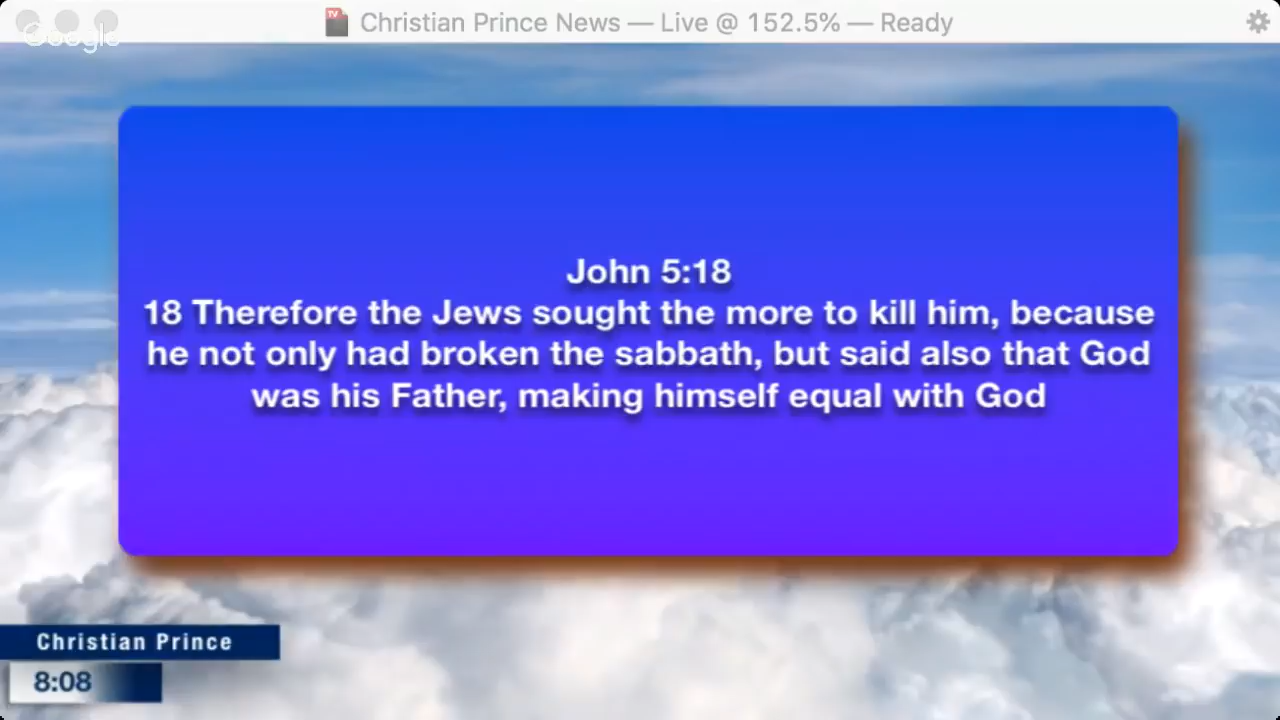 Christian Prince News — Live @ 152.5% — Ready
Google
John 5:18
18 Therefore the Jews sought the more to kill him, because
he not only had broken the sabbath, but said also that God
was his Father, making himself equal with God
Christian Prince
8:08